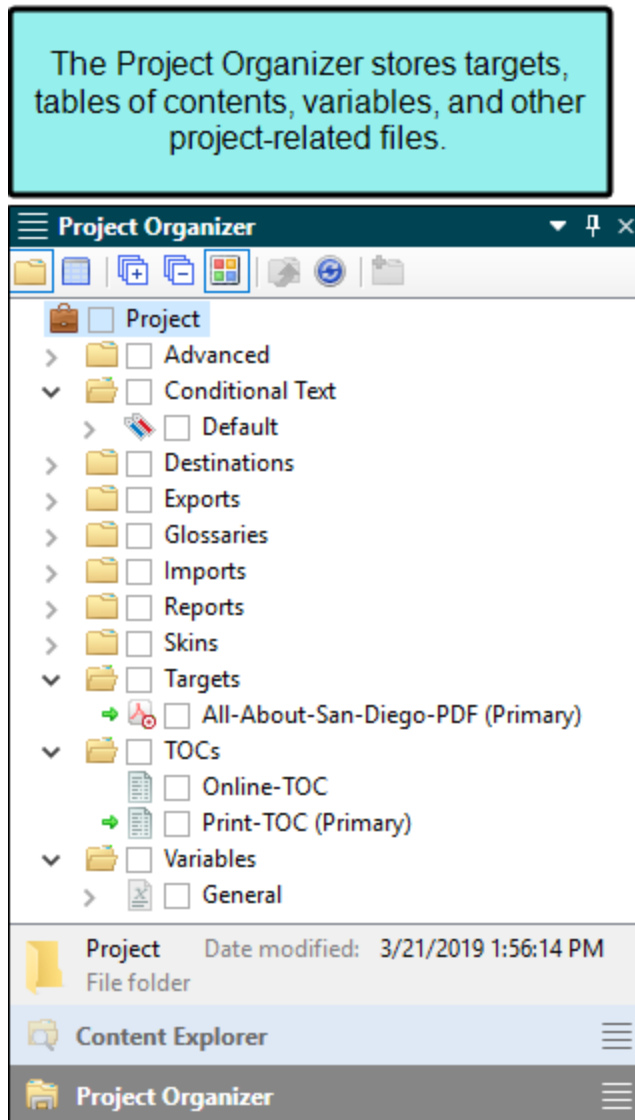 The Project Organizer stores targets,
tables of contents, variables, and other
project-related files.
Project Organizer
Project
Advanced
Conditional Text
Default
Destinations
Exports
Glossaries
Imports
Reports
Skins
Targets
All-About-San-Diego-PDF (Primary)
TOCs
Online-TOC
Print-TOC (Primary)
Variables
General
Project Date modified: 3/21/2019 1:56:14 PM
File folder
Content Explorer
Project Organizer